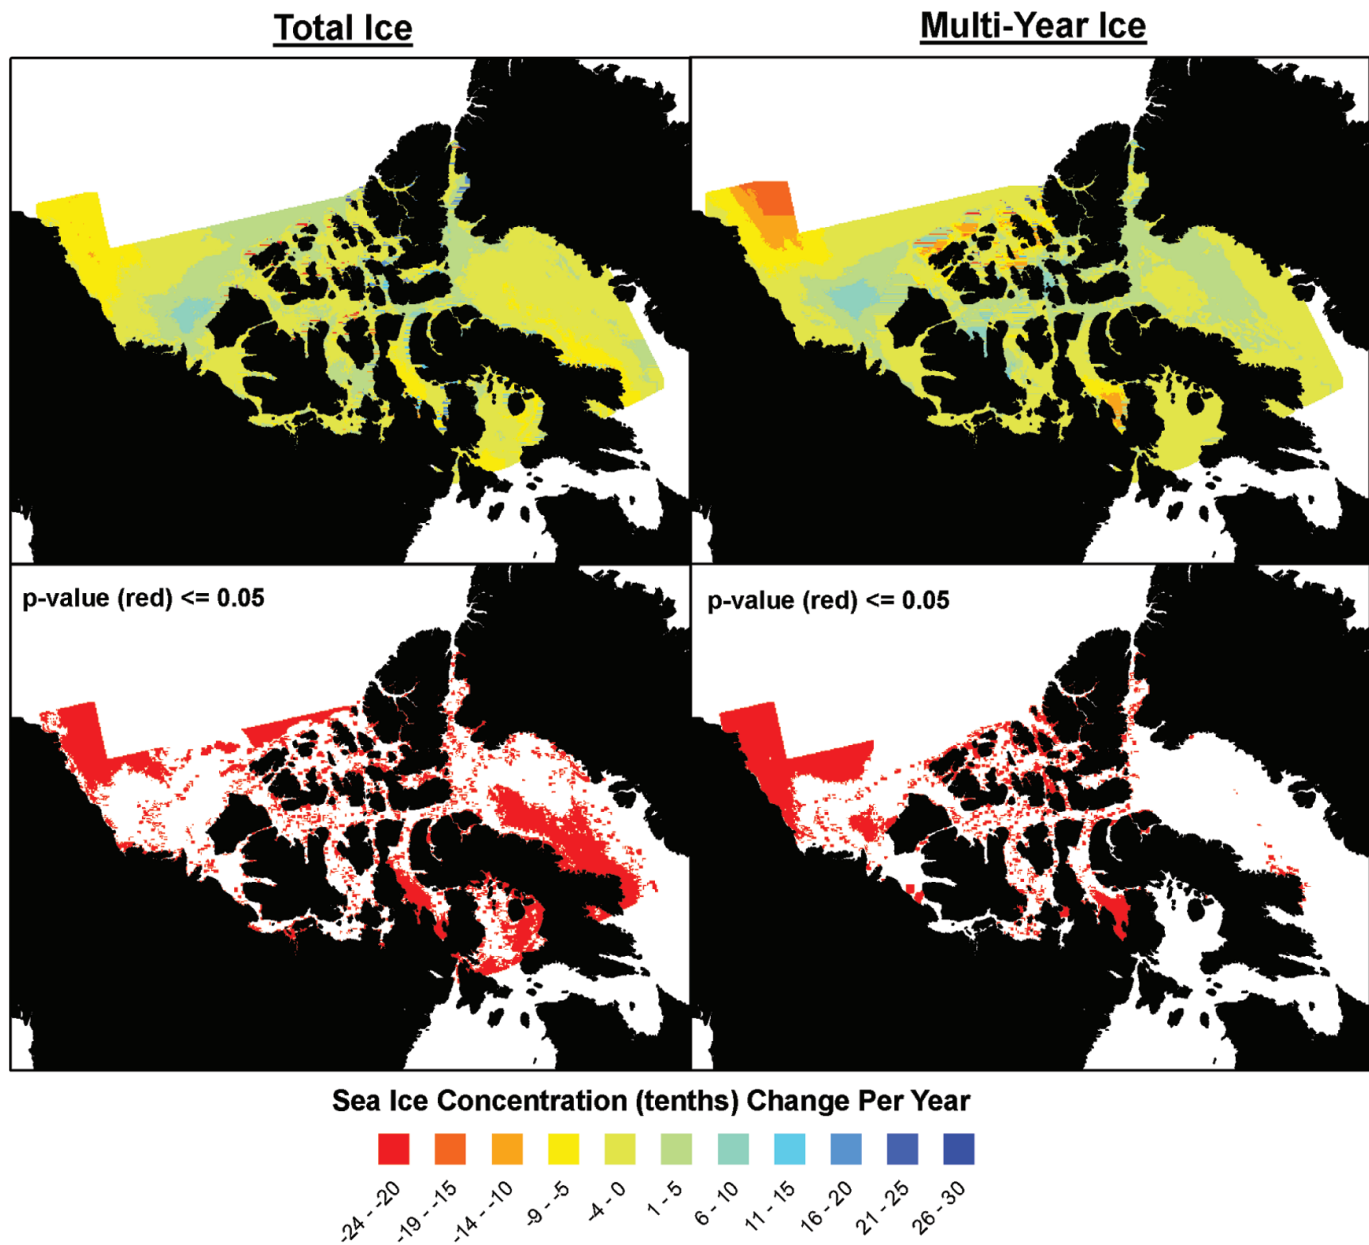 Total Ice
Multi-Year Ice
p-value (red) <= 0.05
p-value (red) <= 0.05
Sea Ice Concentration (tenths) Change Per Year
-24 - -20
-19 - -15
-14 - -10
-9 - -5
-4 - 0
1 - 5
6 - 10
11 - 15
16 - 20
21 - 25
26 - 30